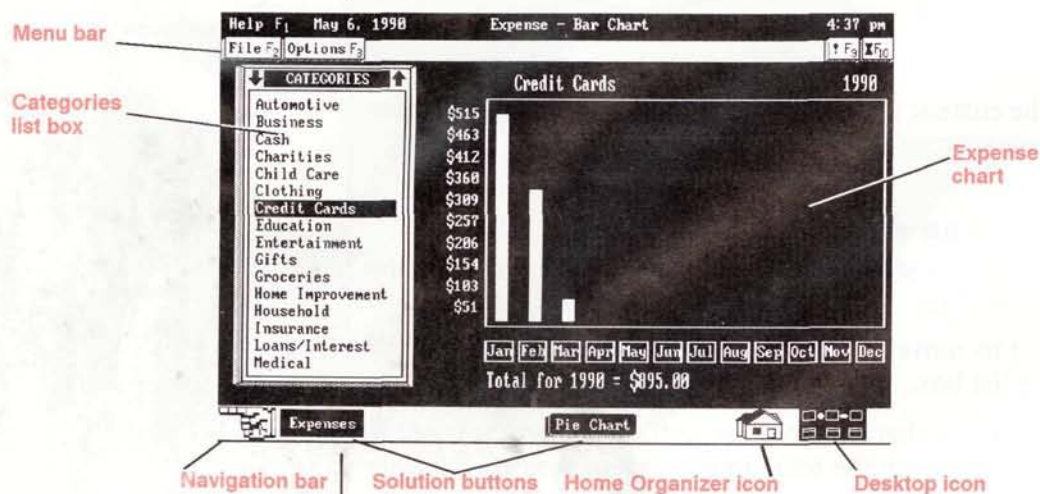 Help F1 May 6, 1990 Expense - Bar Chart 4:37 pm
Menu bar
File F2 Options F3 ! F9 F10
CATEGORIES
Credit Cards 1990
Categories
list box
Automotive
Business
Cash
Charities
Child Care
Clothing
Credit Cards
Education
Entertainment
Gifts
Groceries
Home Improvement
Household
Insurance
Loans/Interest
Medical
$515
$463
$412
$360
$309
$257
$206
$154
$103
$51
Expense
chart
Jan Feb Mar Apr May Jun Jul Aug Sep Oct Nov Dec
Total for 1990 = $895.00
Expenses Pie Chart
Navigation bar Solution buttons Home Organizer icon Desktop icon